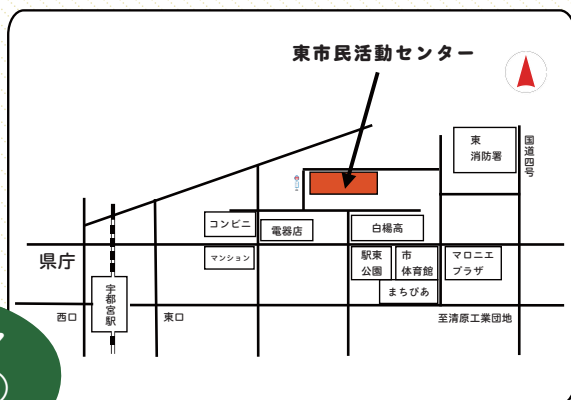 東市民活動センター
東
消防署
国道四号
コンビニ
電器店
白楊高
県庁
マンション
駅東
公園
市
体育館
マロニエ
プラザ
まちぴあ
宇都宮駅
西口
東口
至清原工業団地